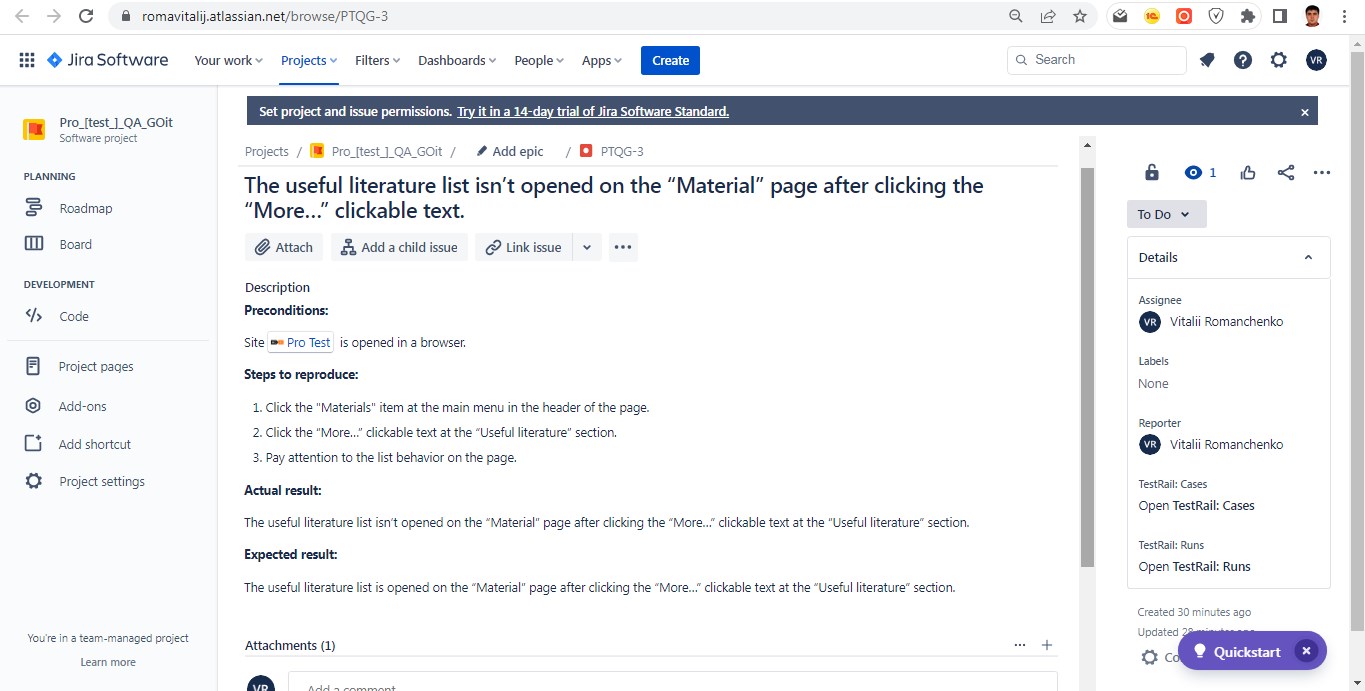 romavitalij.atlassian.net/browse/PTQG-3
Jira Software Your work Projects Filters Dashboards People Apps Create Search VR
Pro_[test_]_QA_GOit
Software project
PLANNING
Roadmap
Board
DEVELOPMENT
Code
Project pages
Add-ons
Add shortcut
Project settings
You're in a team-managed project
Learn more
Set project and issue permissions. Try it in a 14-day trial of Jira Software Standard.
Projects / Pro_[test_]_QA_GOit / Add epic / PTQG-3
The useful literature list isn’t opened on the “Material” page after clicking the
“More...” clickable text.
Attach Add a child issue Link issue
Description
Preconditions:
Site Pro Test is opened in a browser.
Steps to reproduce:
1. Click the "Materials" item at the main menu in the header of the page.
2. Click the “More...” clickable text at the “Useful literature” section.
3. Pay attention to the list behavior on the page.
Actual result:
The useful literature list isn’t opened on the “Material” page after clicking the “More...” clickable text at the “Useful literature” section.
Expected result:
The useful literature list is opened on the “Material” page after clicking the “More...” clickable text at the “Useful literature” section.
Attachments (1)
VR Add a comment...
1
To Do
Details
Assignee
VR Vitalii Romanchenko
Labels
None
Reporter
VR Vitalii Romanchenko
TestRail: Cases
Open TestRail: Cases
TestRail: Runs
Open TestRail: Runs
Created 30 minutes ago
Updated 28 minutes ago
Quickstart